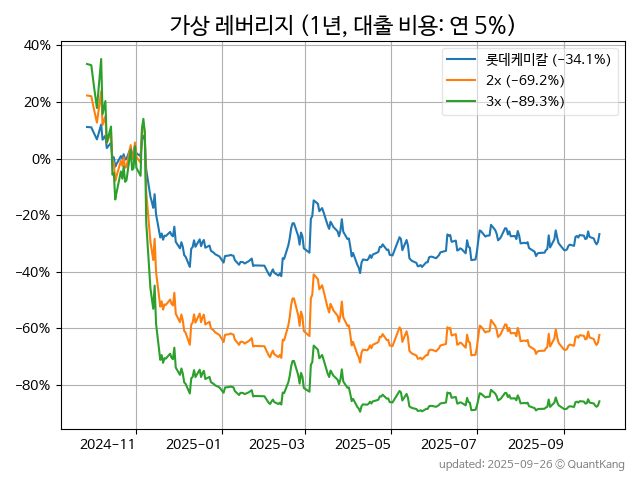 가상 레버리지 (1년, 대출 비용: 연 5%)
롯데케미칼 (−34.1%)
2x (−69.2%)
3x (−89.3%)
40%
20%
0%
−20%
−40%
−60%
−80%
2024-11 2025-01 2025-03 2025-05 2025-07 2025-09
updated: 2025-09-26 © QuantKang